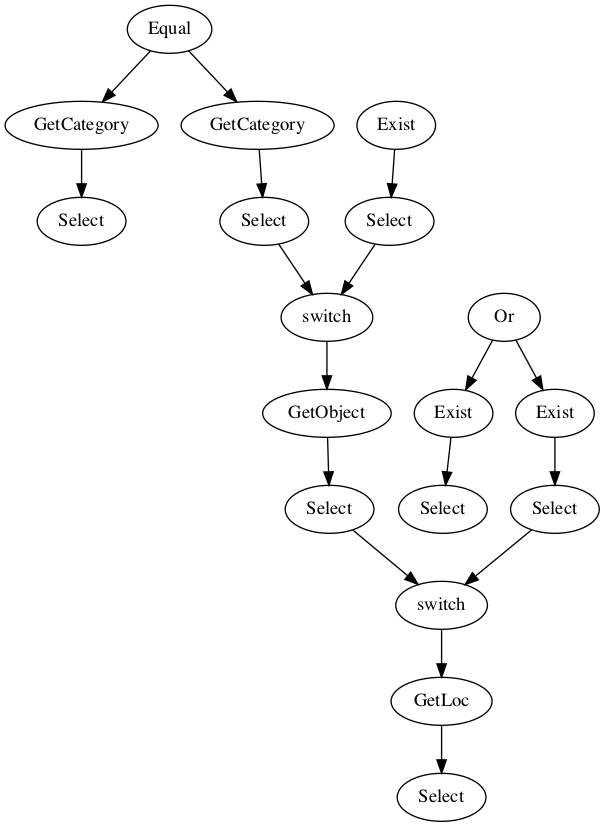 Equal
GetCategory
GetCategory
Exist
Select
Select
Select
switch
Or
GetObject
Exist
Exist
Select
Select
Select
switch
GetLoc
Select